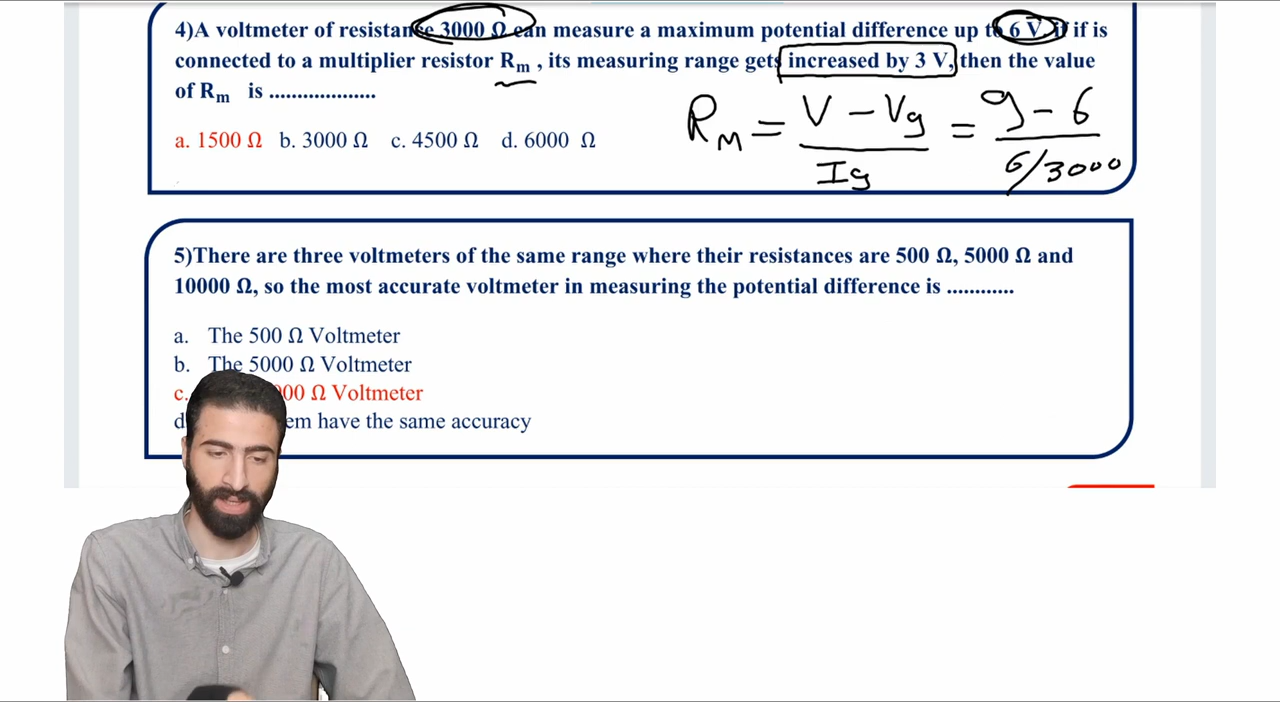 4)A voltmeter of resistance 3000 Ω can measure a maximum potential difference up to 6 V, if if is
connected to a multiplier resistor Rm , its measuring range gets increased by 3 V, then the value
of Rm is ...................
a. 1500 Ω b. 3000 Ω c. 4500 Ω d. 6000 Ω
RM = V - Vg / Ig = 9 - 6 / 6/3000
5)There are three voltmeters of the same range where their resistances are 500 Ω, 5000 Ω and
10000 Ω, so the most accurate voltmeter in measuring the potential difference is ............
a. The 500 Ω Voltmeter
b. The 5000 Ω Voltmeter
c. 00 Ω Voltmeter
d em have the same accuracy